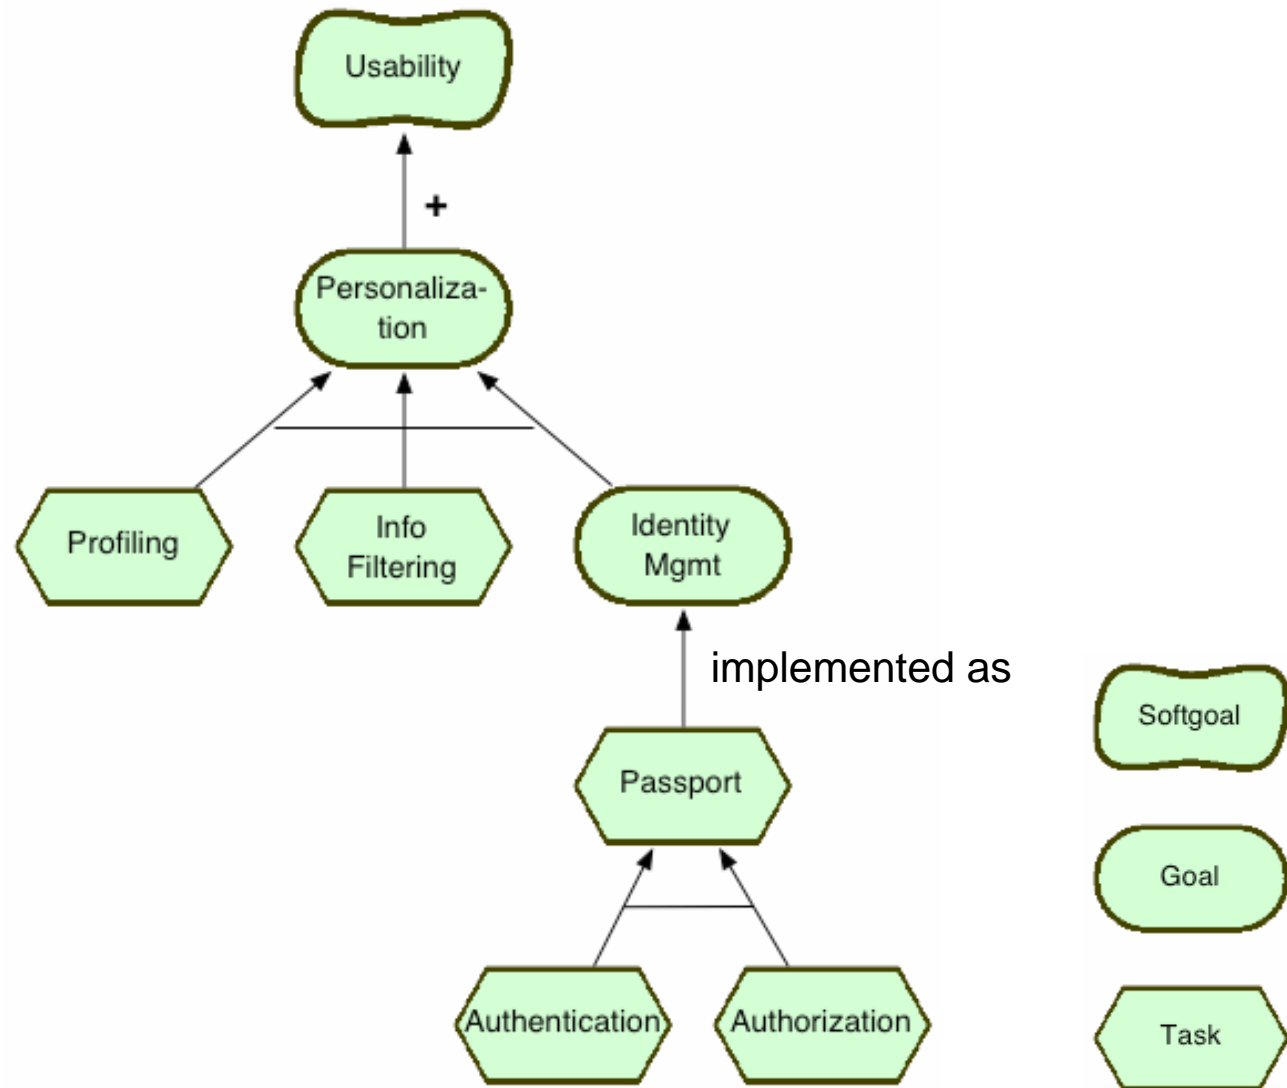 Usability
+
Personaliza-
tion
Profiling
Info
Filtering
Identity
Mgmt
implemented as
Passport
Authentication
Authorization
Softgoal
Goal
Task